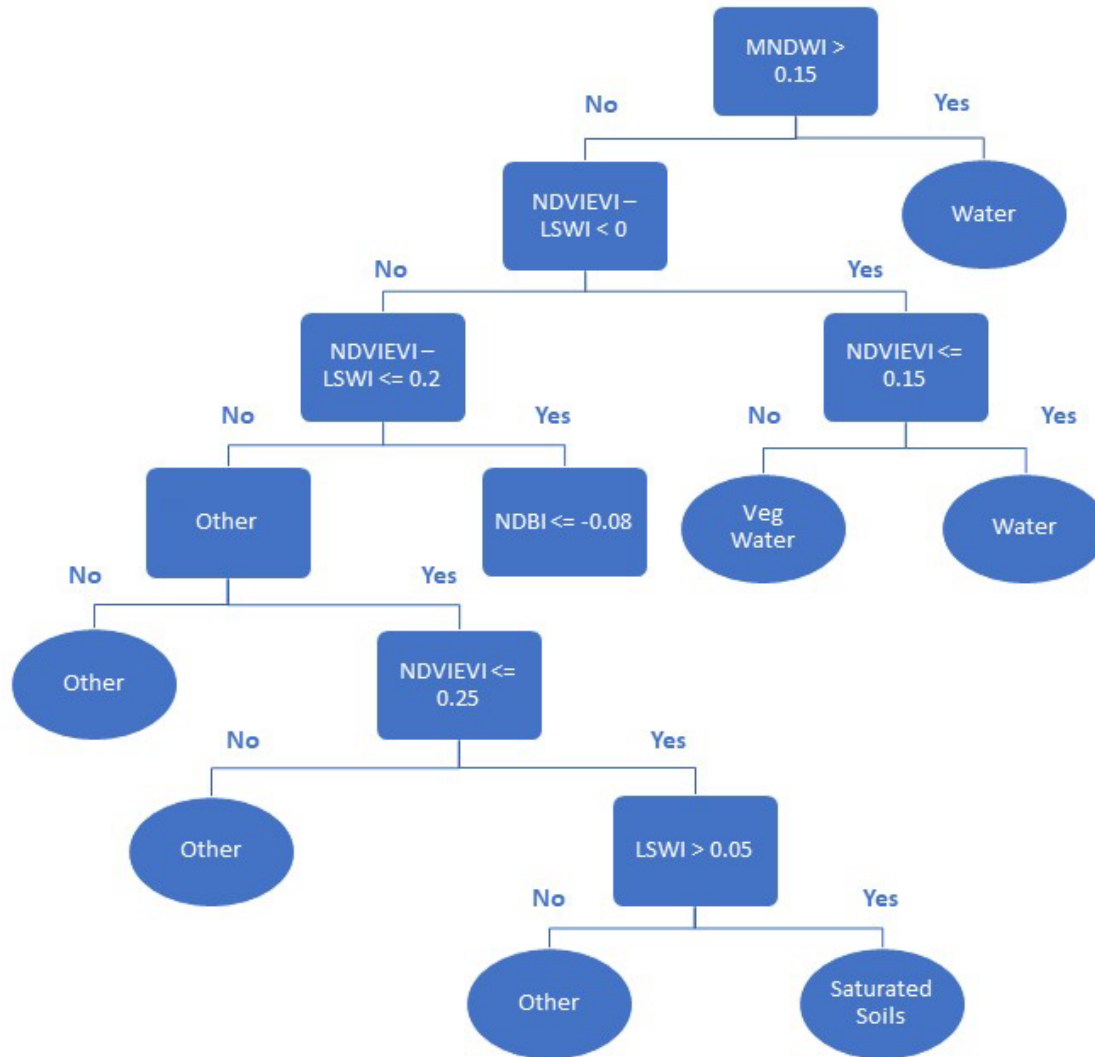 MNDWI >
0.15
No
Yes
NDVIEVI –
LSWI < 0
Water
No
Yes
NDVIEVI –
LSWI <= 0.2
NDVIEVI <=
0.15
No
Yes
No
Yes
Other
NDBI <= -0.08
Veg
Water
Water
No
Yes
Other
NDVIEVI <=
0.25
No
Yes
Other
LSWI > 0.05
No
Yes
Other
Saturated
Soils